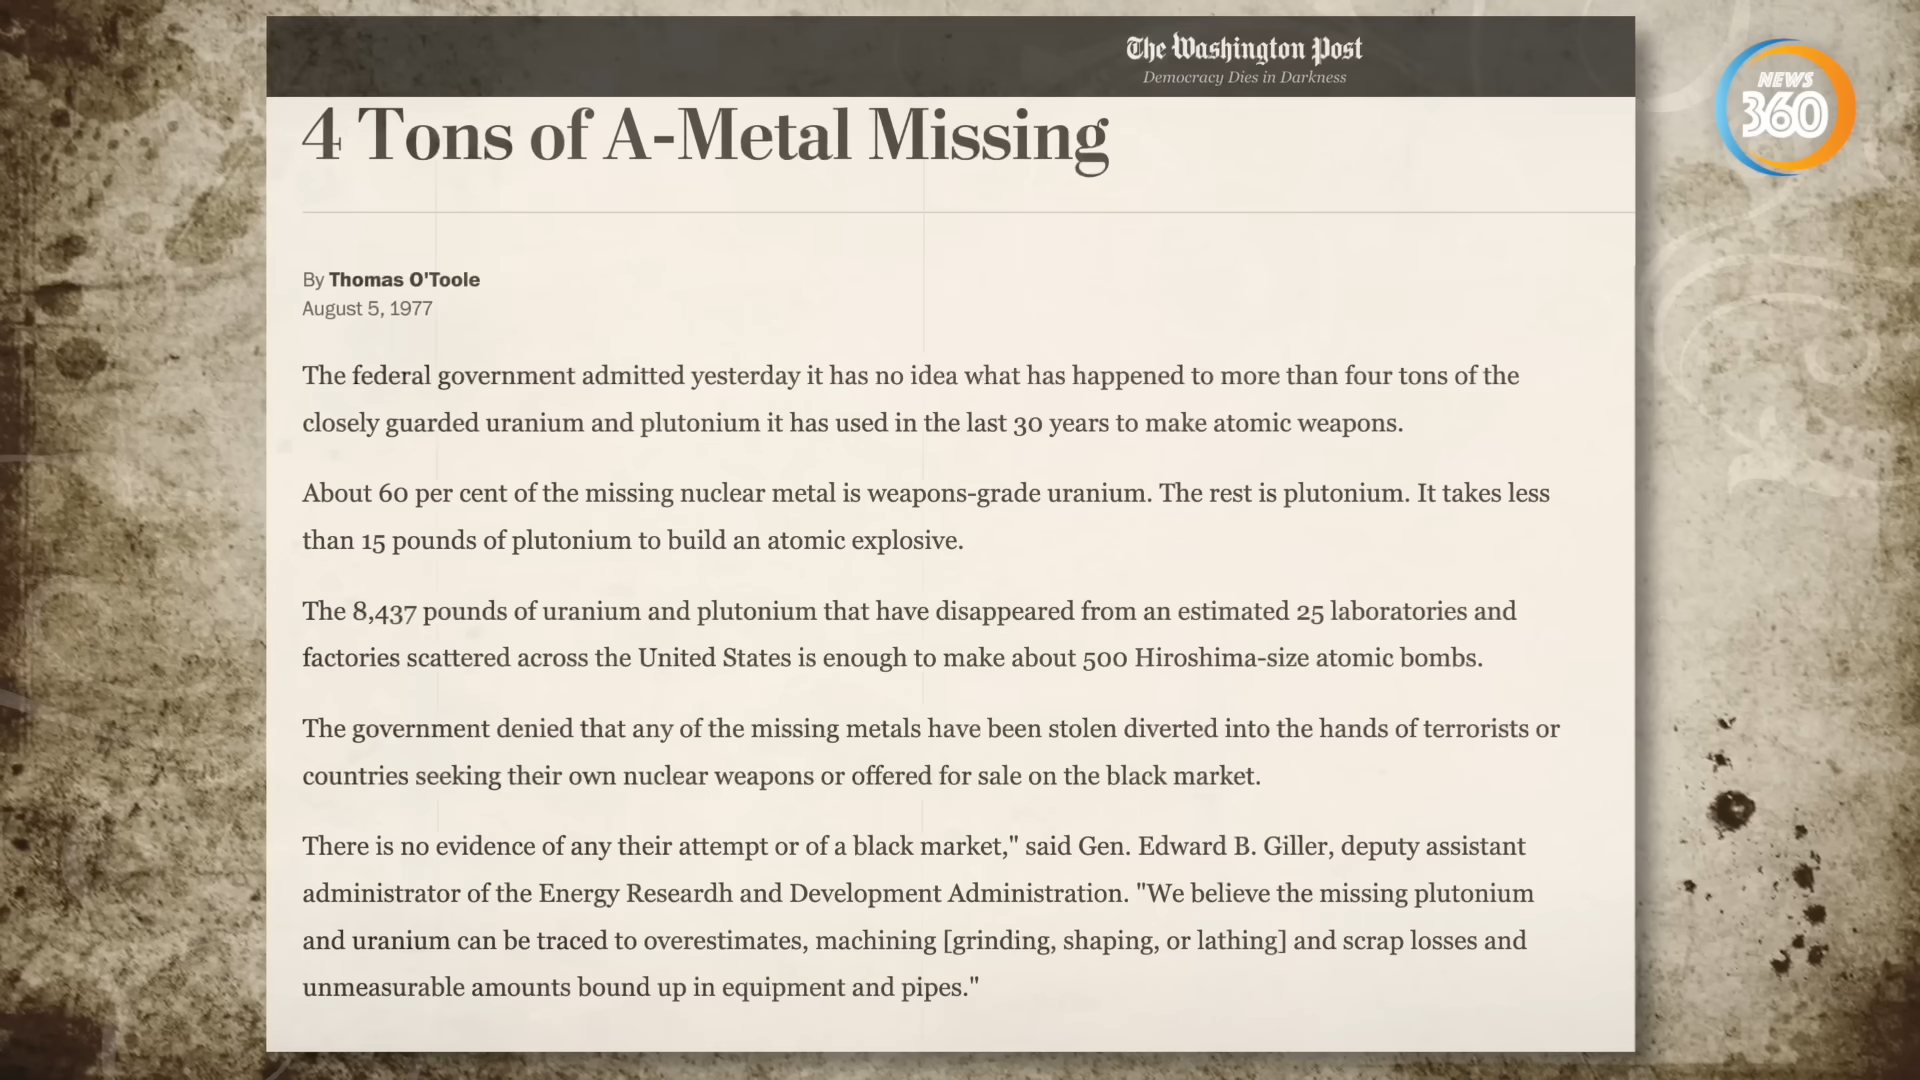 The Washington Post
Democracy Dies in Darkness
NEWS
360
4 Tons of A-Metal Missing
By Thomas O'Toole
August 5, 1977
The federal government admitted yesterday it has no idea what has happened to more than four tons of the
closely guarded uranium and plutonium it has used in the last 30 years to make atomic weapons.
About 60 per cent of the missing nuclear metal is weapons-grade uranium. The rest is plutonium. It takes less
than 15 pounds of plutonium to build an atomic explosive.
The 8,437 pounds of uranium and plutonium that have disappeared from an estimated 25 laboratories and
factories scattered across the United States is enough to make about 500 Hiroshima-size atomic bombs.
The government denied that any of the missing metals have been stolen diverted into the hands of terrorists or
countries seeking their own nuclear weapons or offered for sale on the black market.
There is no evidence of any their attempt or of a black market," said Gen. Edward B. Giller, deputy assistant
administrator of the Energy Researdh and Development Administration. "We believe the missing plutonium
and uranium can be traced to overestimates, machining [grinding, shaping, or lathing] and scrap losses and
unmeasurable amounts bound up in equipment and pipes."